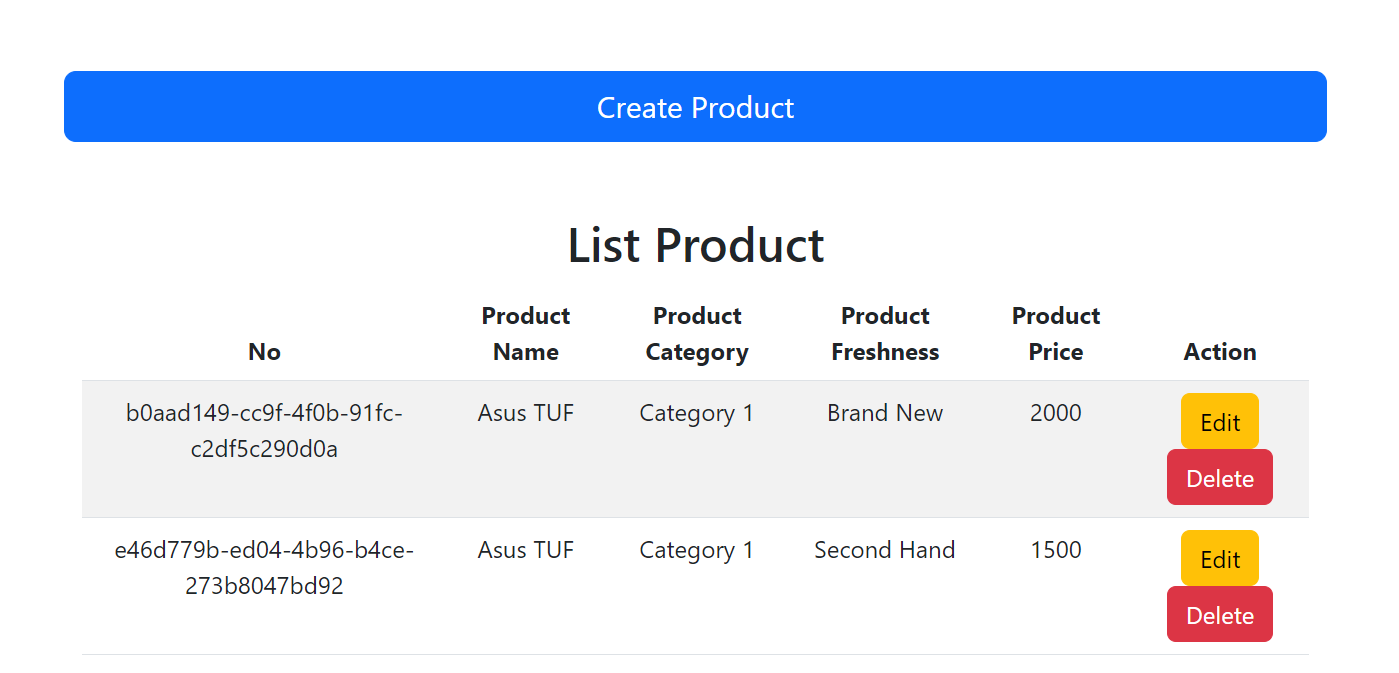 Create Product
List Product
No Product Name Product Category Product Freshness Product Price Action
b0aad149-cc9f-4f0b-91fc-c2df5c290d0a Asus TUF Category 1 Brand New 2000 Edit
Delete
e46d779b-ed04-4b96-b4ce-273b8047bd92 Asus TUF Category 1 Second Hand 1500 Edit
Delete